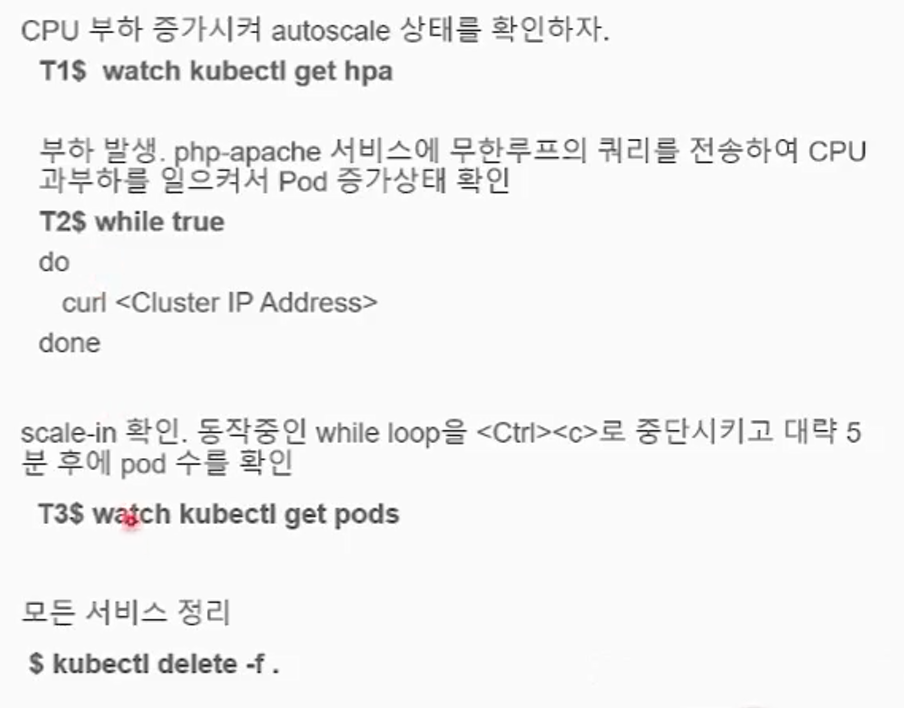 CPU 부하 증가시켜 autoscale 상태를 확인하자.
T1$ watch kubectl get hpa
부하 발생. php-apache 서비스에 무한루프의 쿼리를 전송하여 CPU
과부하를 일으켜서 Pod 증가상태 확인
T2$ while true
do
curl <Cluster IP Address>
done
scale-in 확인. 동작중인 while loop을 <Ctrl><c>로 중단시키고 대략 5
분 후에 pod 수를 확인
T3$ watch kubectl get pods
모든 서비스 정리
$ kubectl delete -f .